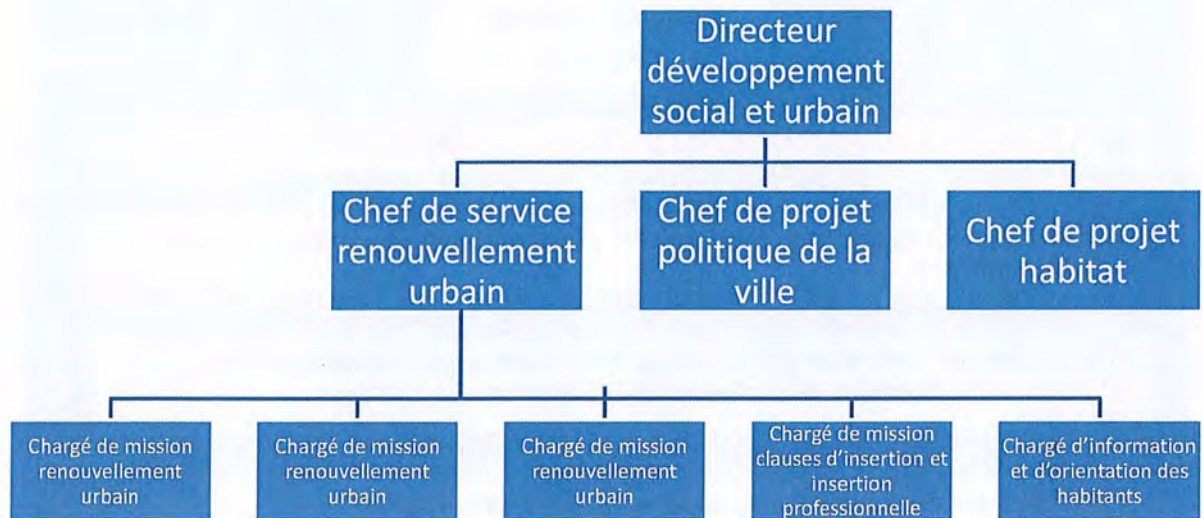 Directeur
développement
social et urbain
Chef de service
renouvellement
urbain
Chef de projet
politique de la
ville
Chef de projet
habitat
Chargé de mission
renouvellement
urbain
Chargé de mission
renouvellement
urbain
Chargé de mission
renouvellement
urbain
Chargé de mission
clauses d'insertion et
insertion
professionnelle
Chargé d'information
et d'orientation des
habitants